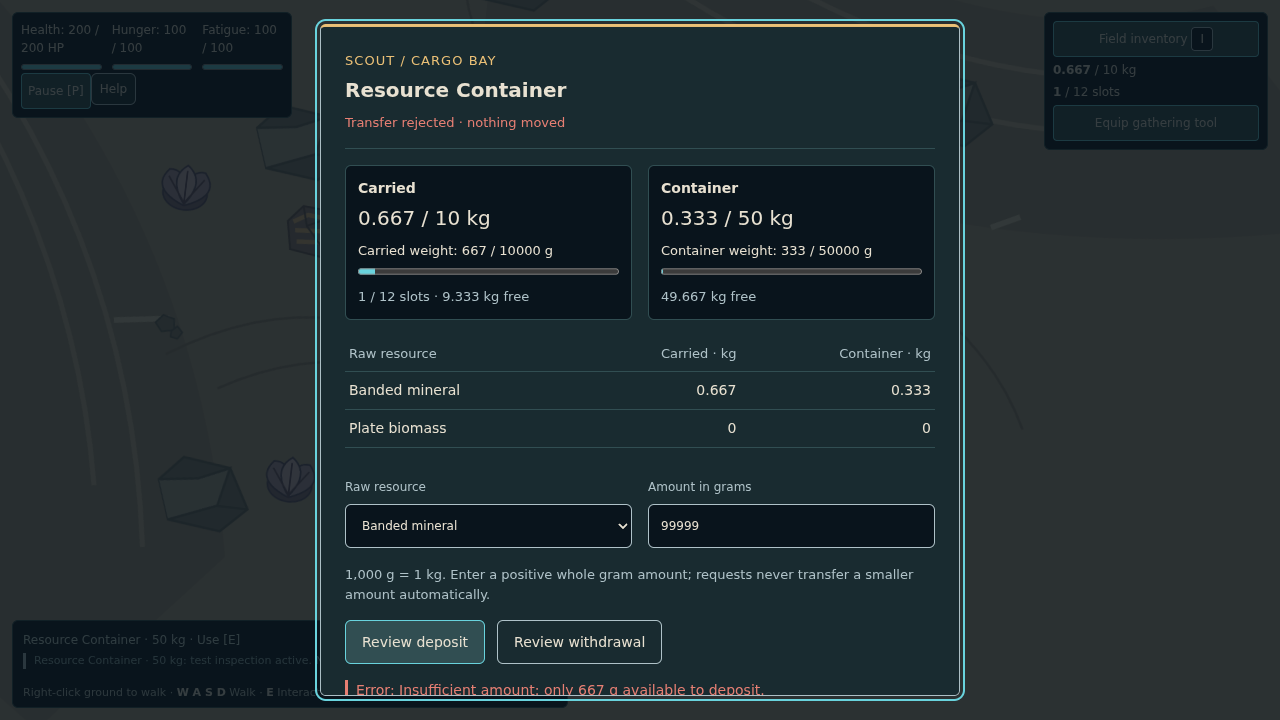 Health: 200 / 200 HP
Hunger: 100 / 100
Fatigue: 100 / 100
Pause [P]
Help
SCOUT / CARGO BAY
Resource Container
Transfer rejected · nothing moved
Carried
0.667 / 10 kg
Carried weight: 667 / 10000 g
1 / 12 slots · 9.333 kg free
Container
0.333 / 50 kg
Container weight: 333 / 50000 g
49.667 kg free
Raw resource Carried · kg Container · kg
Banded mineral 0.667 0.333
Plate biomass 0 0
Raw resource
Banded mineral
Amount in grams
99999
1,000 g = 1 kg. Enter a positive whole gram amount; requests never transfer a smaller
amount automatically.
Review deposit
Review withdrawal
Error: Insufficient amount: only 667 g available to deposit.
Field inventory I
0.667 / 10 kg
1 / 12 slots
Equip gathering tool
Resource Container · 50 kg · Use [E]
Resource Container · 50 kg: test inspection active.
Right-click ground to walk · W A S D Walk · E